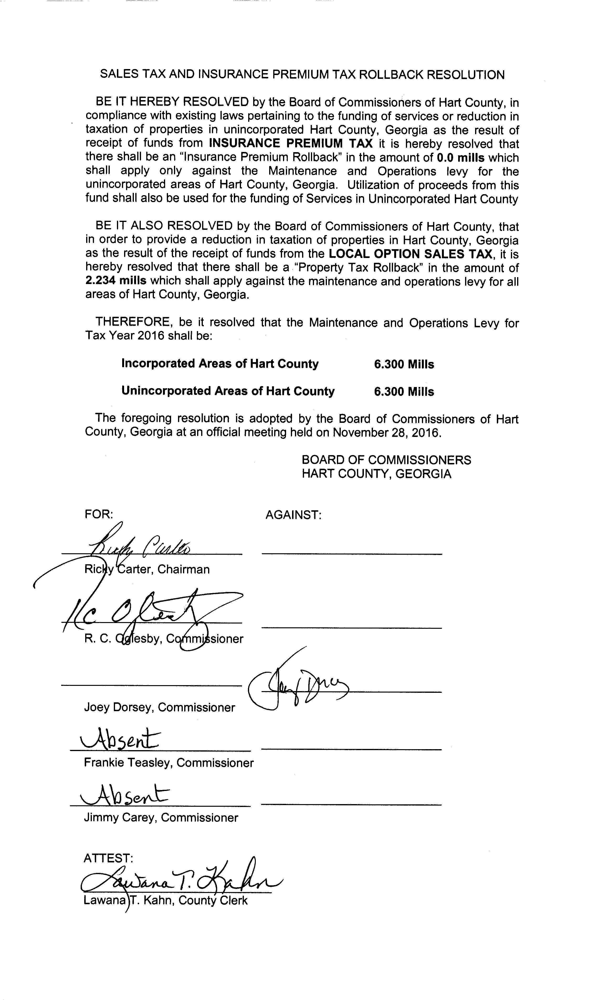 SALES TAX AND INSURANCE PREMIUM TAX ROLLBACK RESOLUTION
BE IT HEREBY RESOLVED by the Board of Commissioners of Hart County, in
compliance with existing laws pertaining to the funding of services or reduction in
taxation of properties in unincorporated Hart County, Georgia as the result of
receipt of funds from INSURANCE PREMIUM TAX it is hereby resolved that
there shall be an “Insurance Premium Rollback” in the amount of 0.0 mills which
shall apply only against the Maintenance and Operations levy for the
unincorporated areas of Hart County, Georgia. Utilization of proceeds from this
fund shall also be used for the funding of Services in Unincorporated Hart County
BE IT ALSO RESOLVED by the Board of Commissioners of Hart County, that
in order to provide a reduction in taxation of properties in Hart County, Georgia
as the result of the receipt of funds from the LOCAL OPTION SALES TAX, it is
hereby resolved that there shall be a “Property Tax Rollback” in the amount of
2.234 mills which shall apply against the maintenance and operations levy for all
areas of Hart County, Georgia.
THEREFORE, be it resolved that the Maintenance and Operations Levy for
Tax Year 2016 shall be:
Incorporated Areas of Hart County 6.300 Mills
Unincorporated Areas of Hart County 6.300 Mills
The foregoing resolution is adopted by the Board of Commissioners of Hart
County, Georgia at an official meeting held on November 28, 2016.
BOARD OF COMMISSIONERS
HART COUNTY, GEORGIA
FOR: AGAINST:
Ricky Carter
Ricky Carter, Chairman
RC Oglesby
R. C. Oglesby, Commissioner
Joey Dorsey
Joey Dorsey, Commissioner
Absent
Frankie Teasley, Commissioner
Absent
Jimmy Carey, Commissioner
ATTEST:
Lawana T. Kahn
Lawana T. Kahn, County Clerk